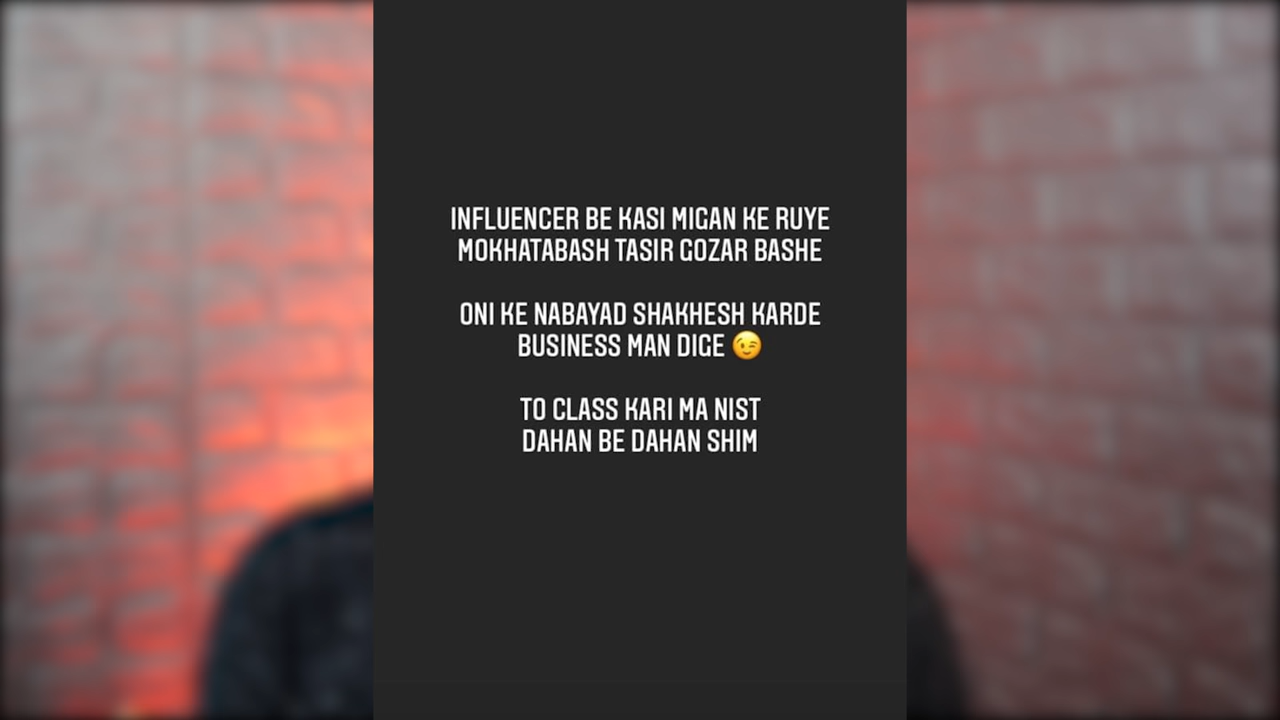 INFLUENCER BE KASI MIGAN KE RUYE
MOKHATABASH TASIR GOZAR BASHE
ONI KE NABAYAD SHAKHESH KARDE
BUSINESS MAN DIGE 😉
TO CLASS KARI MA NIST
DAHAN BE DAHAN SHIM